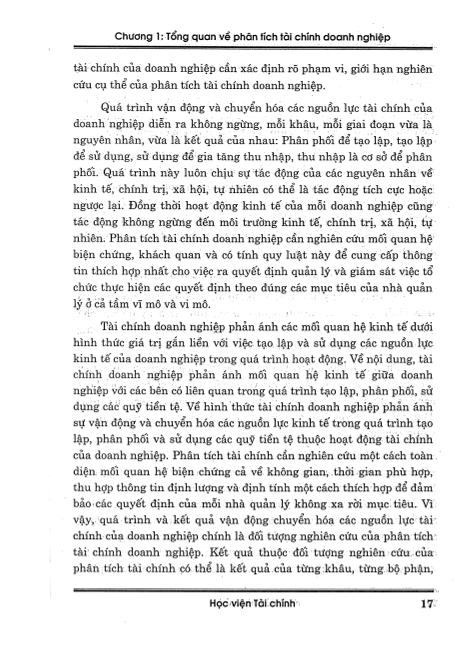 Chương 1: Tổng quan về phân tích tài chính doanh nghiệp
tài chính của doanh nghiệp cần xác định rõ phạm vi, giới hạn nghiên
cứu cụ thể của phân tích tài chính doanh nghiệp.
Quá trình vận động và chuyển hóa các nguồn lực tài chính của
doanh nghiệp diễn ra không ngừng, mỗi khâu, mỗi giai đoạn vừa là
nguyên nhân, vừa là kết quả của nhau: Phân phối để tạo lập, tạo lập
để sử dụng, sử dụng để gia tăng thu nhập, thu nhập là cơ sở để phân
phối. Quá trình này luôn chịu sự tác động của các nguyên nhân về
kinh tế, chính trị, xã hội, tự nhiên có thể là tác động tích cực hoặc
ngược lại. Đồng thời hoạt động kinh tế của mỗi doanh nghiệp cũng
tác động không ngừng đến môi trường kinh tế, chính trị, xã hội, tự
nhiên. Phân tích tài chính doanh nghiệp cần nghiên cứu mối quan hệ
biện chứng, khách quan và có tính quy luật này để cung cấp thông
tin thích hợp nhất cho việc ra quyết định quản lý và giám sát việc tổ
chức thực hiện các quyết định theo đúng các mục tiêu của nhà quản
lý ở cả tầm vĩ mô và vi mô.
Tài chính doanh nghiệp phản ánh các mối quan hệ kinh tế dưới
hình thức giá trị gắn liền với việc tạo lập và sử dụng các nguồn lực
kinh tế của doanh nghiệp trong quá trình hoạt động. Về nội dung, tài
chính doanh nghiệp phản ánh mối quan hệ kinh tế giữa doanh
nghiệp với các bên có liên quan trong quá trình tạo lập, phân phối, sử
dụng các quỹ tiền tệ. Về hình thức tài chính doanh nghiệp phản ánh
sự vận động và chuyển hóa các nguồn lực kinh tế trong quá trình tạo
lập, phân phối và sử dụng các quỹ tiền tệ thuộc hoạt động tài chính
của doanh nghiệp. Phân tích tài chính cần nghiên cứu một cách toàn
diện mối quan hệ biện chứng cả về không gian, thời gian phù hợp,
thu hợp thông tin định lượng và định tính một cách thích hợp để đảm
bảo các quyết định của mỗi nhà quản lý không xa rời mục tiêu. Vì
vậy, quá trình và kết quả vận động chuyển hóa các nguồn lực tài
chính của doanh nghiệp chính là đối tượng nghiên cứu của phân tích
tài chính doanh nghiệp. Kết quả thuộc đối tượng nghiên cứu của
phân tích tài chính có thể là kết quả của từng khâu, từng bộ phận,
Học viện Tài chính 17